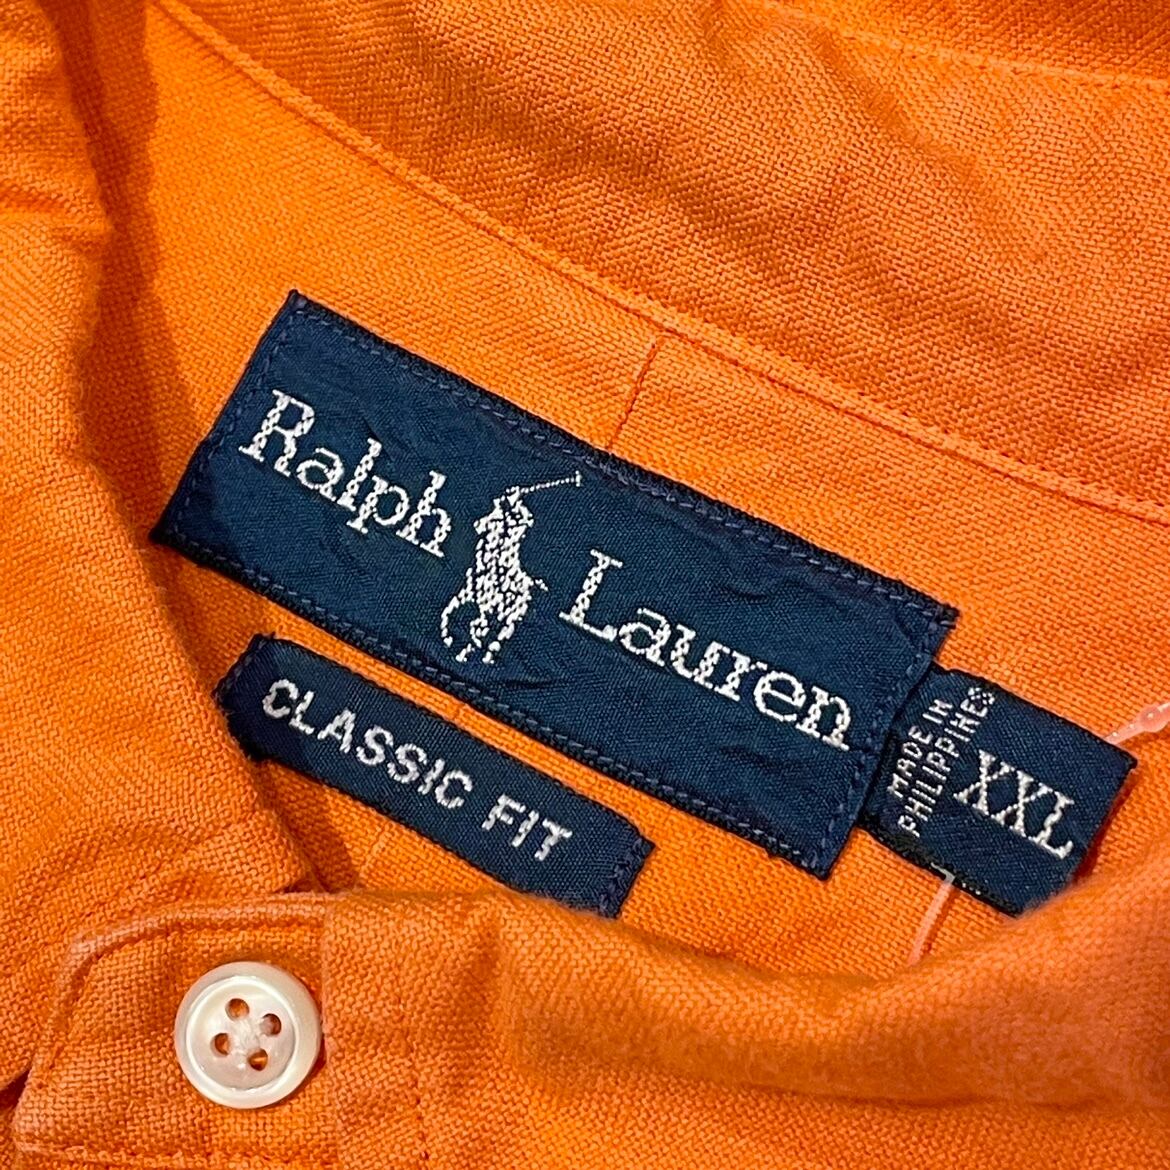 Ralph Lauren
CLASSIC FIT
MADE IN
PHILIPPINES
XXL